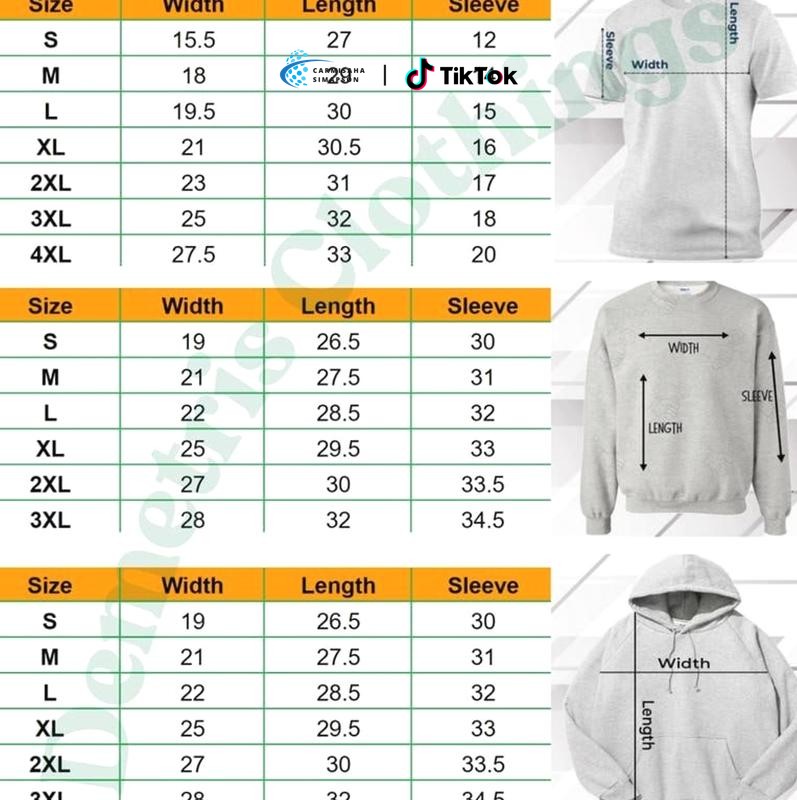 Size Width Length Sleeve
S 15.5 27 12
M 18 29
CARMISAHA SIMPSON | TikTok
L 19.5 30 15
XL 21 30.5 16
2XL 23 31 17
3XL 25 32 18
4XL 27.5 33 20
Sleeve
Width
Length
Size Width Length Sleeve
S 19 26.5 30
M 21 27.5 31
L 22 28.5 32
XL 25 29.5 33
2XL 27 30 33.5
3XL 28 32 34.5
WIDTH
SLEEVE
LENGTH
Size Width Length Sleeve
S 19 26.5 30
M 21 27.5 31
L 22 28.5 32
XL 25 29.5 33
2XL 27 30 33.5
3XL 28 32 34.5
Width
Length
Demetris Clothings